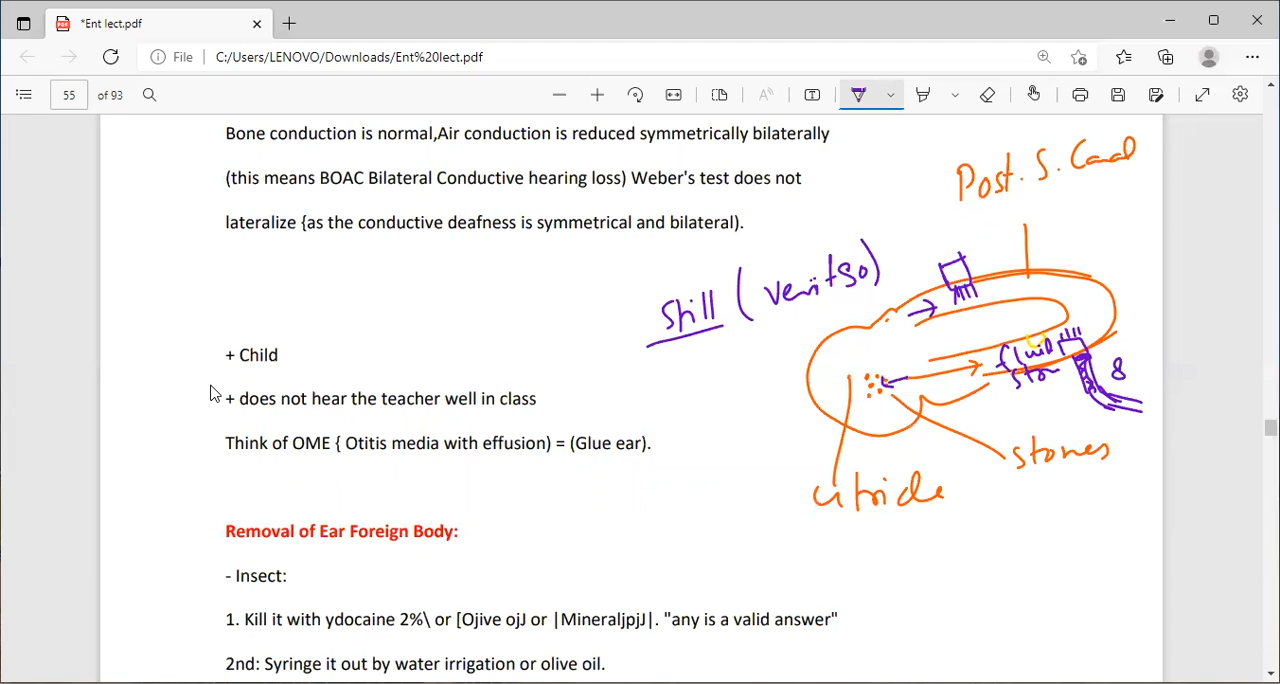 *Ent lect.pdf
File C:/Users/LENOVO/Downloads/Ent%20lect.pdf
55 of 93
Bone conduction is normal,Air conduction is reduced symmetrically bilaterally
(this means BOAC Bilateral Conductive hearing loss) Weber's test does not
lateralize {as the conductive deafness is symmetrical and bilateral).
Post. S. Canal
still
+ Child
+ does not hear the teacher well in class
Think of OME { Otitis media with effusion) = (Glue ear).
fluid
8
stones
utricle
Removal of Ear Foreign Body:
- Insect:
1. Kill it with ydocaine 2%\ or [Ojive ojJ or |MineraljpjJ|. "any is a valid answer"
2nd: Syringe it out by water irrigation or olive oil.